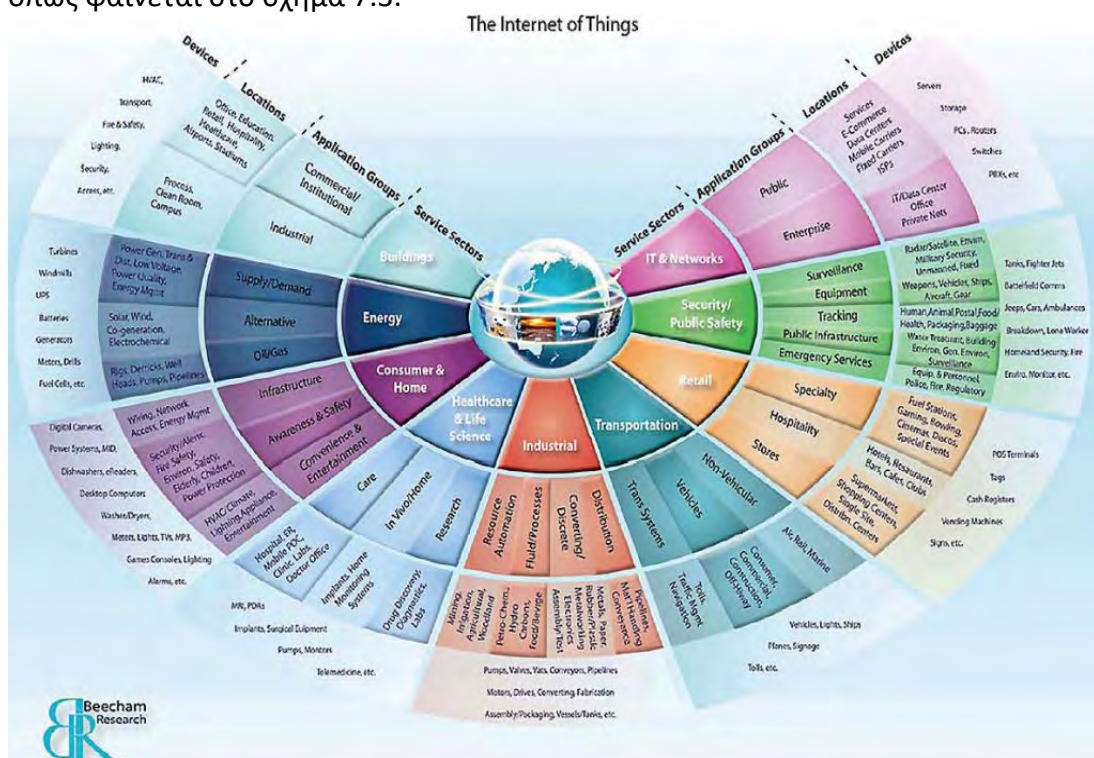 όπως φαίνεται στο σχήμα 7.5.
The Internet of Things
Devices
Locations
Application Groups
Service Sectors
HVAC,
Transport,
Fire & Safety,
Lighting,
Security,
Access, etc.
Office, Education,
Retail, Hospitality,
Healthcare,
Airports, Stadiums
Process,
Clean Room,
Campus
Commercial/
Institutional
Industrial
Buildings
Turbines
Windmills
UPS
Batteries
Generators
Meters, Drills
Fuel Cells, etc.
Power Gen, Trans &
Dist, Low Voltage,
Power Quality,
Energy Mgmt
Solar, Wind,
Co-generation,
Electrochemical
Rigs, Derricks, Well
Heads, Pumps, Pipelines
Supply/Demand
Alternative
Oil/Gas
Energy
Digital Cameras,
Power Systems, MID,
Dishwashers, eReaders,
Desktop Computers
Washer/Dryers,
Meters, Lights, TVs, MP3,
Games Consoles, Lighting
Alarms, etc.
Wiring, Network
Access, Energy Mgmt
Security/Alerts,
Fire Safety,
Environ. Safety,
Elderly, Children,
Power Protection
HVAC/Climate,
Lighting, Appliance,
Entertainment
Infrastructure
Awareness & Safety
Convenience &
Entertainment
Consumer &
Home
MRI, PDAs
Implants, Surgical Equipment
Pumps, Monitors
Telemedicine, etc.
Hospital, ER,
Mobile POC,
Clinic, Labs,
Doctor Office
Implants, Home
Monitoring
Systems
Drug Discovery,
Diagnostics,
Labs
Care
In Vivo/Home
Research
Healthcare
& Life
Science
Industrial
Resource
Automation
Fluid/Processes
Converting/
Discrete
Distribution
Mining,
Irrigation,
Agricultural,
Woodland
Petro-Chem.,
Hydro
Carbons,
Food/Bevrge
Metals, Paper,
Rubber/Plastic
Metalworking
Electronics
Assembly/Test
Pipelines,
Mat'l Handling
Conveyance
Pumps, Valves, Vats, Conveyors, Pipelines
Motors, Drives, Converting, Fabrication
Assembly/Packaging, Vessels/Tanks, etc.
Transportation
Trans Systems
Vehicles
Non-Vehicular
Tolls,
Traffic Mgmt
Navigation
Consumer,
Commercial,
Construction,
Off-Hiway
Air, Rail, Marine
Vehicles, Lights, Ships
Planes, Signage
Tolls, etc.
Retail
Specialty
Hospitality
Stores
Fuel Stations,
Gaming, Bowling,
Cinemas, Discos,
Special Events
Hotels, Restaurants,
Bars, Cafes, Clubs
Supermarkets,
Shopping Centers,
Single Site,
Distribn. Centers
POS Terminals
Tags
Cash Registers
Vending Machines
Signs, etc.
Security/
Public Safety
Surveillance
Equipment
Tracking
Public Infrastructure
Emergency Services
Radar/Satelite, Environ,
Military Security,
Unmanned, Fixed
Weapons, Vehicles, Ships,
Aircraft, Gear
Human, Animal, Postal, Food/
Health, Packaging, Baggage
Water Treatment, Building
Environ, Gen. Environ,
Surveillance
Equip. & Personnel,
Police, Fire, Regulatory
Tanks, Fighter Jets
Battlefield Comms
Jeeps, Cars, Ambulances
Breakdown, Lone Worker
Homeland Security, Fire
Enviro. Monitor, etc.
IT & Networks
Public
Enterprise
Services
E-Commerce
Data Centers
Mobile Carriers
Fixed Carriers
ISPs
IT/Data Center
Office
Private Nets
Servers
Storage
PCs, Routers
Switches
PBXs, etc
Service Sectors
Application Groups
Locations
Devices
Beecham
Research
BR